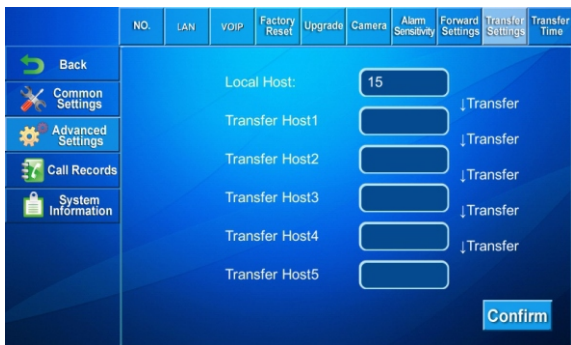 NO.
LAN
VOIP
Factory
Reset
Upgrade
Camera
Alarm
Sensitivity
Forward
Settings
Transfer
Settings
Transfer
Time
Back
Common
Settings
Advanced
Settings
Call Records
System
Information
Local Host:
15
↓Transfer
Transfer Host1
↓Transfer
Transfer Host2
↓Transfer
Transfer Host3
↓Transfer
Transfer Host4
↓Transfer
Transfer Host5
Confirm